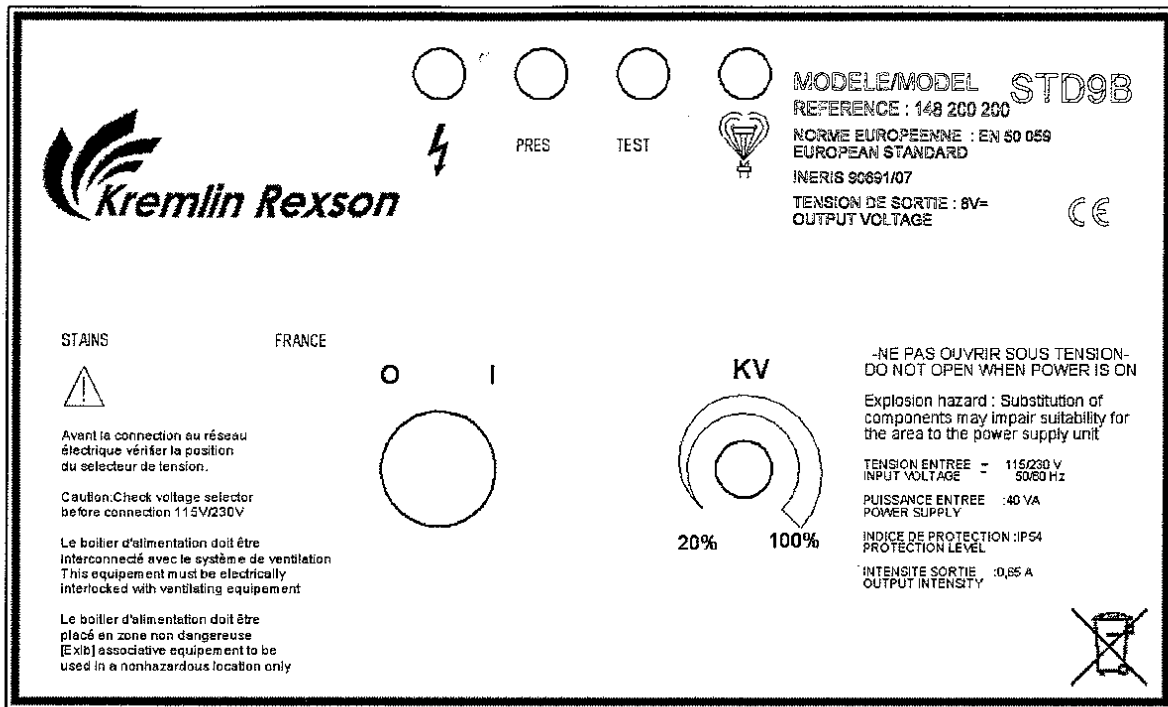 Kremlin Rexson
PRES
TEST
MODELE/MODEL STD9B
REFERENCE : 148 200 200
NORME EUROPEENNE : EN 50 059
EUROPEAN STANDARD
INERIS 90691/07
TENSION DE SORTIE : 8V=
OUTPUT VOLTAGE
CE
STAINS FRANCE
Avant la connection au réseau
électrique vérifier la position
du selecteur de tension.
Caution:Check voltage selector
before connection 115V/230V
Le boitier d'alimentation doit être
interconnecté avec le système de ventilation
This equipement must be electrically
interlocked with ventilating equipement
Le boitier d'alimentation doit être
placé en zone non dangereuse
[Exib] associative equipement to be
used in a nonhazardous location only
O I
KV
20% 100%
-NE PAS OUVRIR SOUS TENSION-
DO NOT OPEN WHEN POWER IS ON
Explosion hazard : Substitution of
components may impair suitability for
the area to the power supply unit
TENSION ENTREE = 115/230 V
INPUT VOLTAGE = 50/60 Hz
PUISSANCE ENTREE :40 VA
POWER SUPPLY
INDICE DE PROTECTION :IP54
PROTECTION LEVEL
INTENSITE SORTIE :0,65 A
OUTPUT INTENSITY